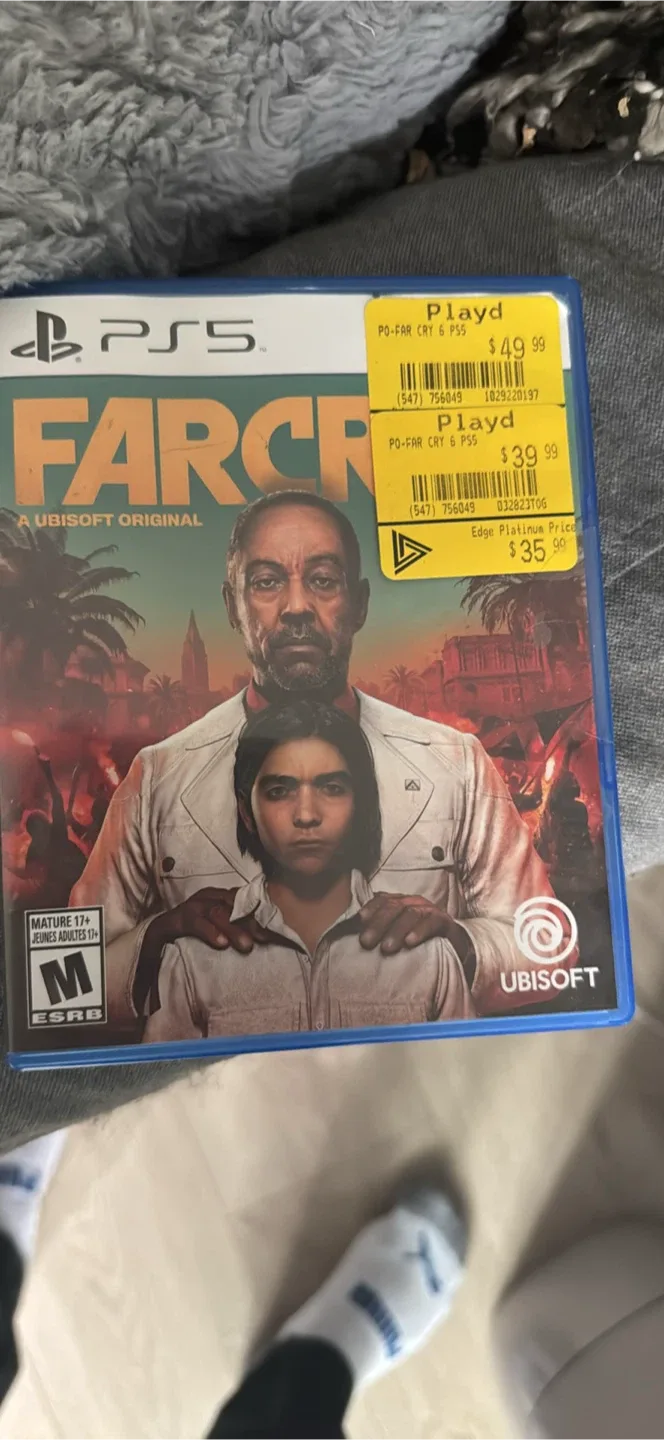 PS5
Playd
PO-FAR CRY 6 PS5
$49 99
(547) 756049 1029220197
Playd
PO-FAR CRY 6 PS5
$39 99
(547) 756049 032823TOG
Edge Platinum Price
$35 99
FARCR
A UBISOFT ORIGINAL
MATURE 17+
JEUNES ADULTES 17+
M
ESRB
UBISOFT